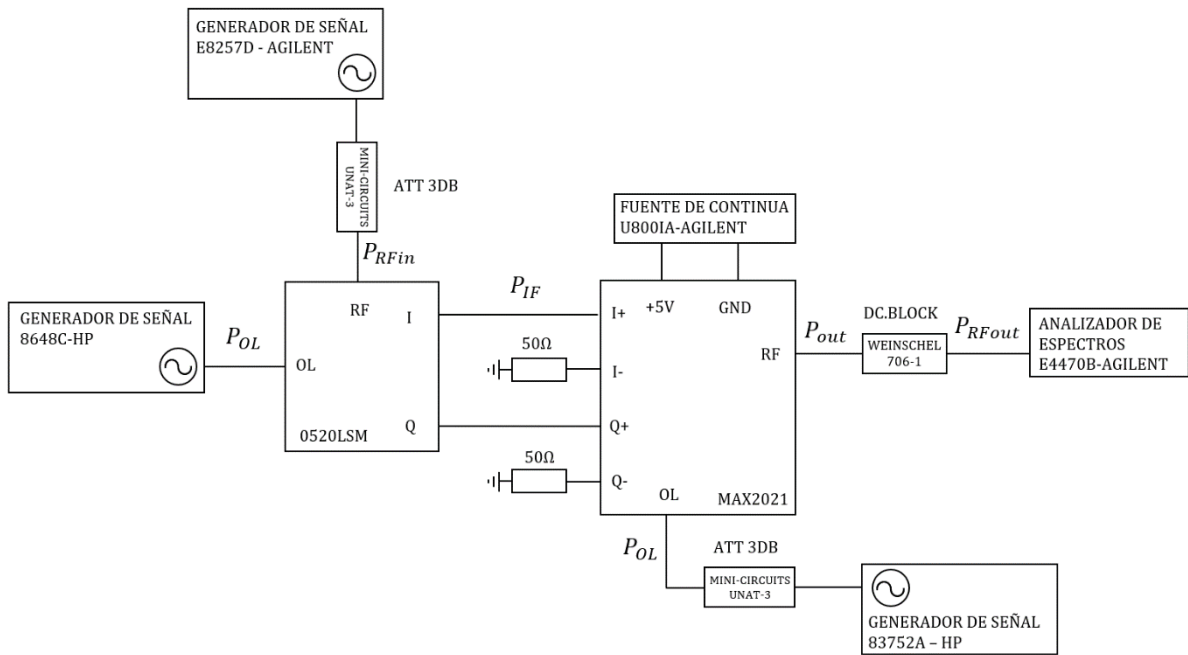 GENERADOR DE SEÑAL
E8257D - AGILENT
MINI-CIRCUITS
UNAT-3
ATT 3DB
P_RFin
FUENTE DE CONTINUA
U800IA-AGILENT
GENERADOR DE SEÑAL
8648C-HP
P_OL
RF
I
OL
Q
0520LSM
P_IF
50Ω
50Ω
I+
+5V
GND
I-
RF
Q+
Q-
OL
MAX2021
P_out
DC.BLOCK
WEINSCHEL
706-1
P_RFout
ANALIZADOR DE
ESPECTROS
E4470B-AGILENT
P_OL
ATT 3DB
MINI-CIRCUITS
UNAT-3
GENERADOR DE SEÑAL
83752A – HP